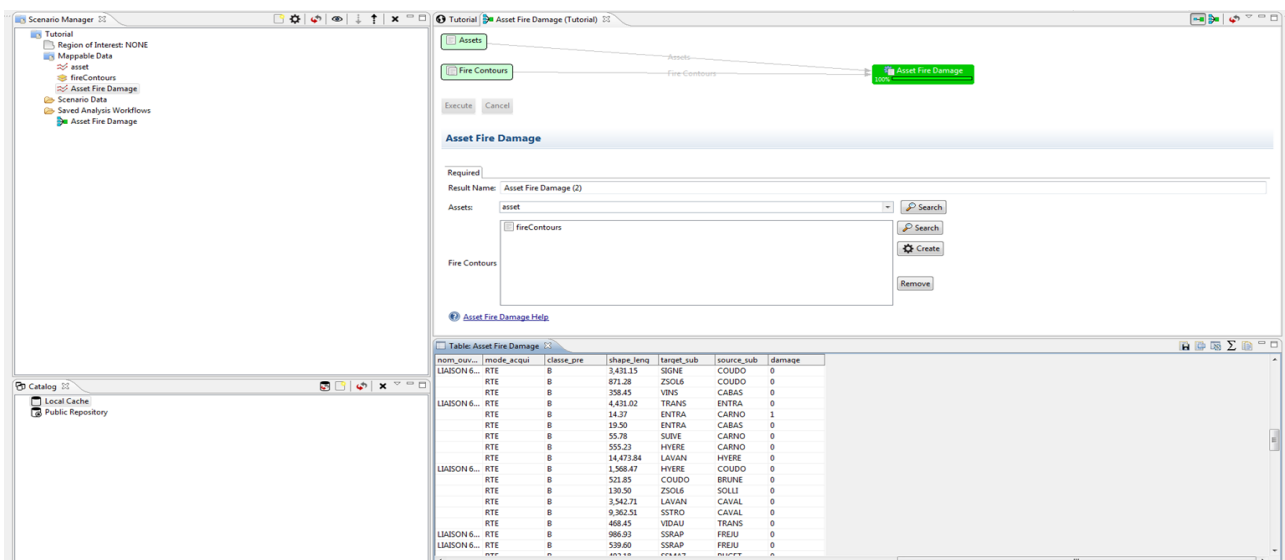 Scenario Manager
Tutorial
Region of Interest: NONE
Mappable Data
asset
fireContours
Asset Fire Damage
Scenario Data
Saved Analysis Workflows
Asset Fire Damage
Catalog
Local Cache
Public Repository
Tutorial Asset Fire Damage (Tutorial)
Assets
Assets
Fire Contours
Fire Contours
Asset Fire Damage
100%
Execute Cancel
Asset Fire Damage
Required
Result Name: Asset Fire Damage (2)
Assets: asset Search
fireContours Search
Create
Fire Contours
Remove
Asset Fire Damage Help
Table: Asset Fire Damage
nom_ouv... mode_acqui classe_pre shape_leng target_sub source_sub damage
LIAISON 6... RTE B 3,431.15 SIGNE COUDO 0
RTE B 871.28 ZSOL6 COUDO 0
RTE B 358.45 VINS CABAS 0
LIAISON 6... RTE B 4,431.02 TRANS ENTRA 0
RTE B 14.37 ENTRA CARNO 1
RTE B 19.50 ENTRA CABAS 0
RTE B 55.78 SUIVE CARNO 0
RTE B 555.23 HYERE CARNO 0
RTE B 14,473.84 LAVAN HYERE 0
LIAISON 6... RTE B 1,568.47 HYERE COUDO 0
RTE B 521.85 COUDO BRUNE 0
RTE B 130.50 ZSOL6 SOLLI 0
RTE B 3,542.71 LAVAN CAVAL 0
RTE B 9,362.51 SSTRO CAVAL 0
RTE B 468.45 VIDAU TRANS 0
LIAISON 6... RTE B 986.93 SSRAP FREJU 0
LIAISON 6... RTE B 539.60 SSRAP FREJU 0